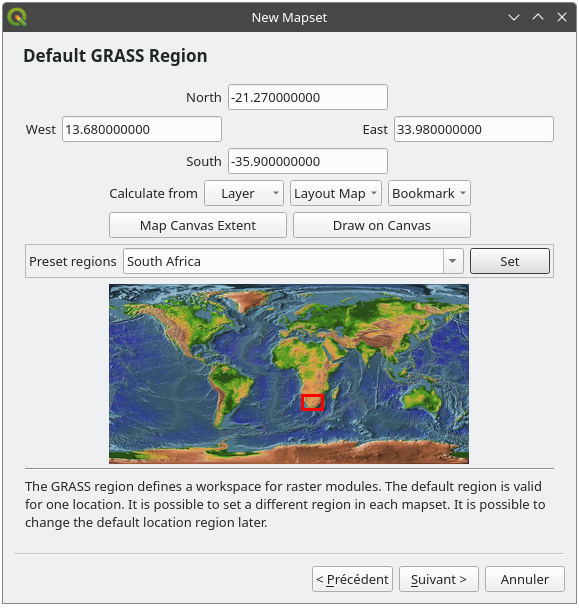 New Mapset
Default GRASS Region
North -21.270000000
West 13.680000000 East 33.980000000
South -35.900000000
Calculate from Layer Layout Map Bookmark
Map Canvas Extent Draw on Canvas
Preset regions South Africa Set
The GRASS region defines a workspace for raster modules. The default region is valid
for one location. It is possible to set a different region in each mapset. It is possible to
change the default location region later.
< Précédent Suivant > Annuler